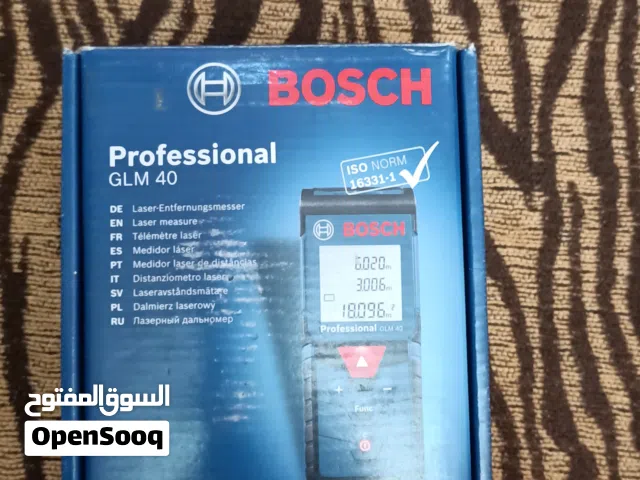 BOSCH
Professional
GLM 40
ISO NORM
16331-1
DE Laser-Entfernungsmesser
EN Laser measure
FR Télémètre laser
ES Medidor láser
PT Medidor laser de distâncias
IT Distanziometro laser
SV Laseravståndsmätare
PL Dalmierz laserowy
RU Лазерный дальномер
BOSCH
6.020m
3.006m
18.096m²
Professional GLM 40
+ −
Func
السوق المفتوح
OpenSooq